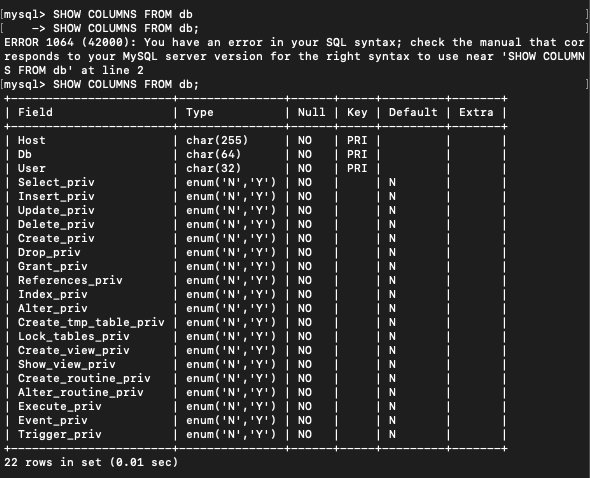 [mysql> SHOW COLUMNS FROM db ]
[    -> SHOW COLUMNS FROM db; ]
ERROR 1064 (42000): You have an error in your SQL syntax; check the manual that cor
responds to your MySQL server version for the right syntax to use near 'SHOW COLUMN
S FROM db' at line 2
[mysql> SHOW COLUMNS FROM db; ]
+-----------------------+---------------+------+-----+---------+-------+
| Field                 | Type          | Null | Key | Default | Extra |
+-----------------------+---------------+------+-----+---------+-------+
| Host                  | char(255)     | NO   | PRI |         |       |
| Db                    | char(64)      | NO   | PRI |         |       |
| User                  | char(32)      | NO   | PRI |         |       |
| Select_priv           | enum('N','Y') | NO   |     | N       |       |
| Insert_priv           | enum('N','Y') | NO   |     | N       |       |
| Update_priv           | enum('N','Y') | NO   |     | N       |       |
| Delete_priv           | enum('N','Y') | NO   |     | N       |       |
| Create_priv           | enum('N','Y') | NO   |     | N       |       |
| Drop_priv             | enum('N','Y') | NO   |     | N       |       |
| Grant_priv            | enum('N','Y') | NO   |     | N       |       |
| References_priv       | enum('N','Y') | NO   |     | N       |       |
| Index_priv            | enum('N','Y') | NO   |     | N       |       |
| Alter_priv            | enum('N','Y') | NO   |     | N       |       |
| Create_tmp_table_priv | enum('N','Y') | NO   |     | N       |       |
| Lock_tables_priv      | enum('N','Y') | NO   |     | N       |       |
| Create_view_priv      | enum('N','Y') | NO   |     | N       |       |
| Show_view_priv        | enum('N','Y') | NO   |     | N       |       |
| Create_routine_priv   | enum('N','Y') | NO   |     | N       |       |
| Alter_routine_priv    | enum('N','Y') | NO   |     | N       |       |
| Execute_priv          | enum('N','Y') | NO   |     | N       |       |
| Event_priv            | enum('N','Y') | NO   |     | N       |       |
| Trigger_priv          | enum('N','Y') | NO   |     | N       |       |
+-----------------------+---------------+------+-----+---------+-------+
22 rows in set (0.01 sec)